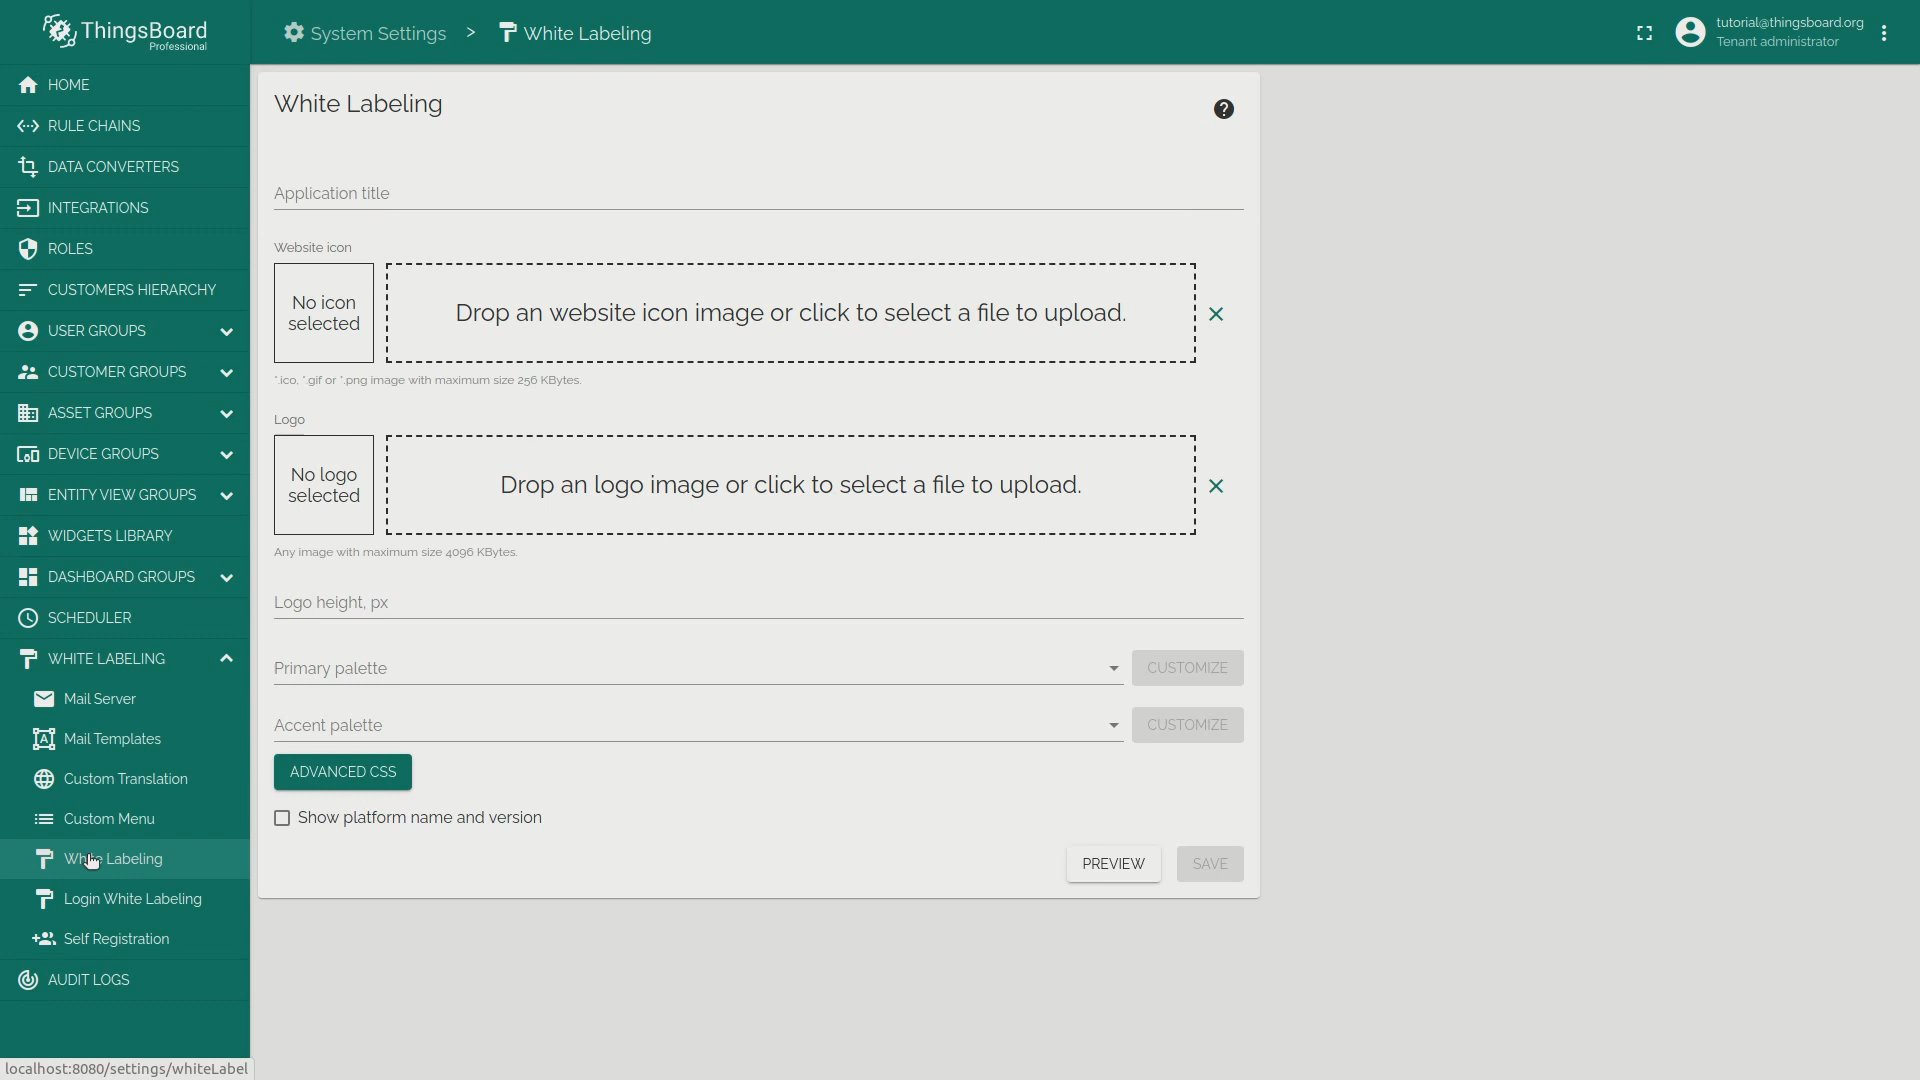 ThingsBoard
Professional
System Settings > White Labeling
tutorial@thingsboard.org
Tenant administrator
HOME
RULE CHAINS
DATA CONVERTERS
INTEGRATIONS
ROLES
CUSTOMERS HIERARCHY
USER GROUPS
CUSTOMER GROUPS
ASSET GROUPS
DEVICE GROUPS
ENTITY VIEW GROUPS
WIDGETS LIBRARY
DASHBOARD GROUPS
SCHEDULER
WHITE LABELING
Mail Server
Mail Templates
Custom Translation
Custom Menu
White Labeling
Login White Labeling
Self Registration
AUDIT LOGS
localhost:8080/settings/whiteLabel
White Labeling
?
Application title
Website icon
No icon
selected
Drop an website icon image or click to select a file to upload.
*.ico, *.gif or *.png image with maximum size 256 KBytes.
Logo
No logo
selected
Drop an logo image or click to select a file to upload.
Any image with maximum size 4096 KBytes.
Logo height, px
Primary palette
CUSTOMIZE
Accent palette
CUSTOMIZE
ADVANCED CSS
Show platform name and version
PREVIEW
SAVE